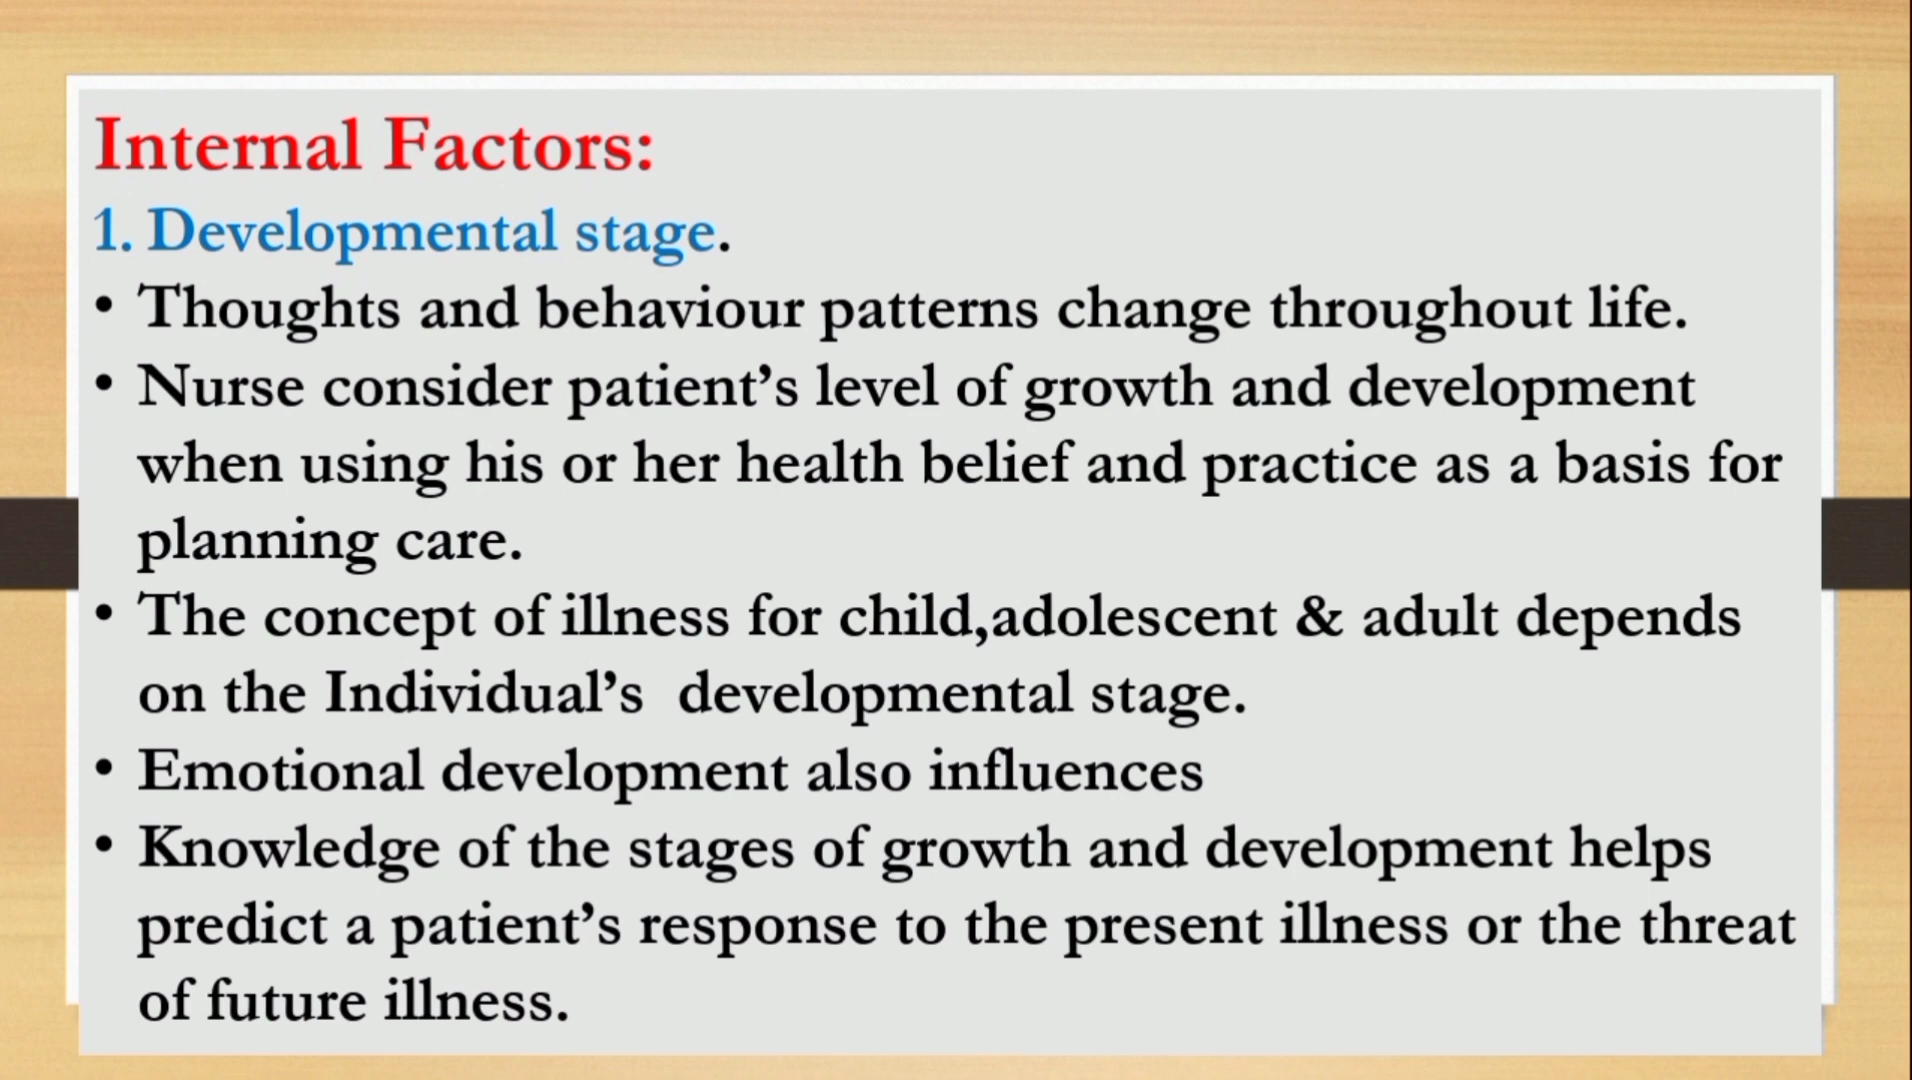 Internal Factors:
1. Developmental stage.
• Thoughts and behaviour patterns change throughout life.
• Nurse consider patient’s level of growth and development
when using his or her health belief and practice as a basis for
planning care.
• The concept of illness for child,adolescent & adult depends
on the Individual’s  developmental stage.
• Emotional development also influences
• Knowledge of the stages of growth and development helps
predict a patient’s response to the present illness or the threat
of future illness.